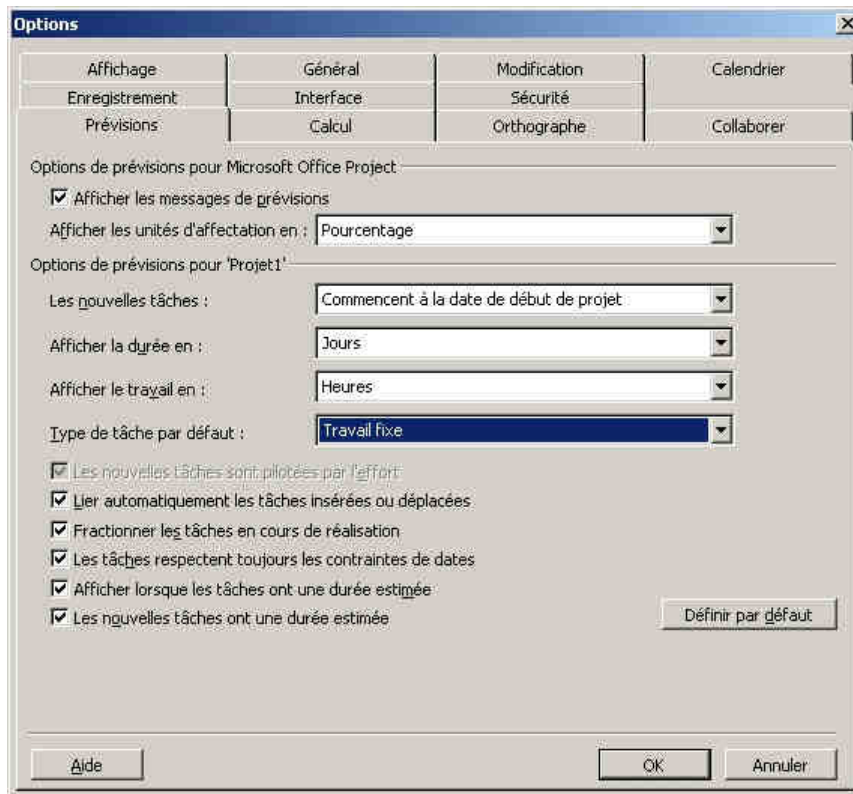 Options
Affichage Général Modification Calendrier
Enregistrement Interface Sécurité
Prévisions Calcul Orthographe Collaborer
Options de prévisions pour Microsoft Office Project
Afficher les messages de prévisions
Afficher les unités d'affectation en : Pourcentage
Options de prévisions pour 'Projet1'
Les nouvelles tâches : Commencent à la date de début de projet
Afficher la durée en : Jours
Afficher le travail en : Heures
Type de tâche par défaut : Travail fixe
Les nouvelles tâches sont pilotées par l'effort
Lier automatiquement les tâches insérées ou déplacées
Fractionner les tâches en cours de réalisation
Les tâches respectent toujours les contraintes de dates
Afficher lorsque les tâches ont une durée estimée
Les nouvelles tâches ont une durée estimée Définir par défaut
Aide OK Annuler